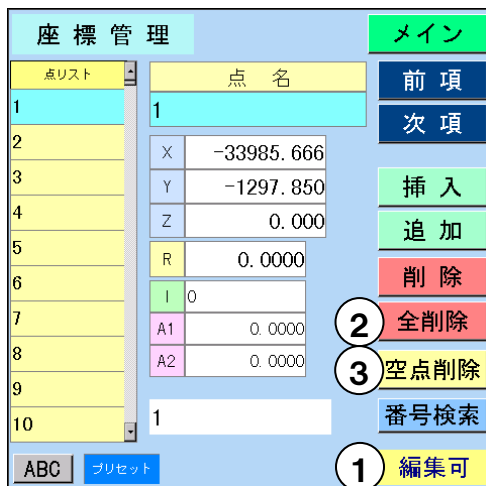 座標管理
メイン
点リスト
1
2
3
4
5
6
7
8
9
10
点名
1
X -33985.666
Y -1297.850
Z 0.000
R 0.0000
I 0
A1 0.0000
A2 0.0000
1
前項
次項
挿入
追加
削除
② 全削除
③ 空点削除
番号検索
① 編集可
ABC
プリセット